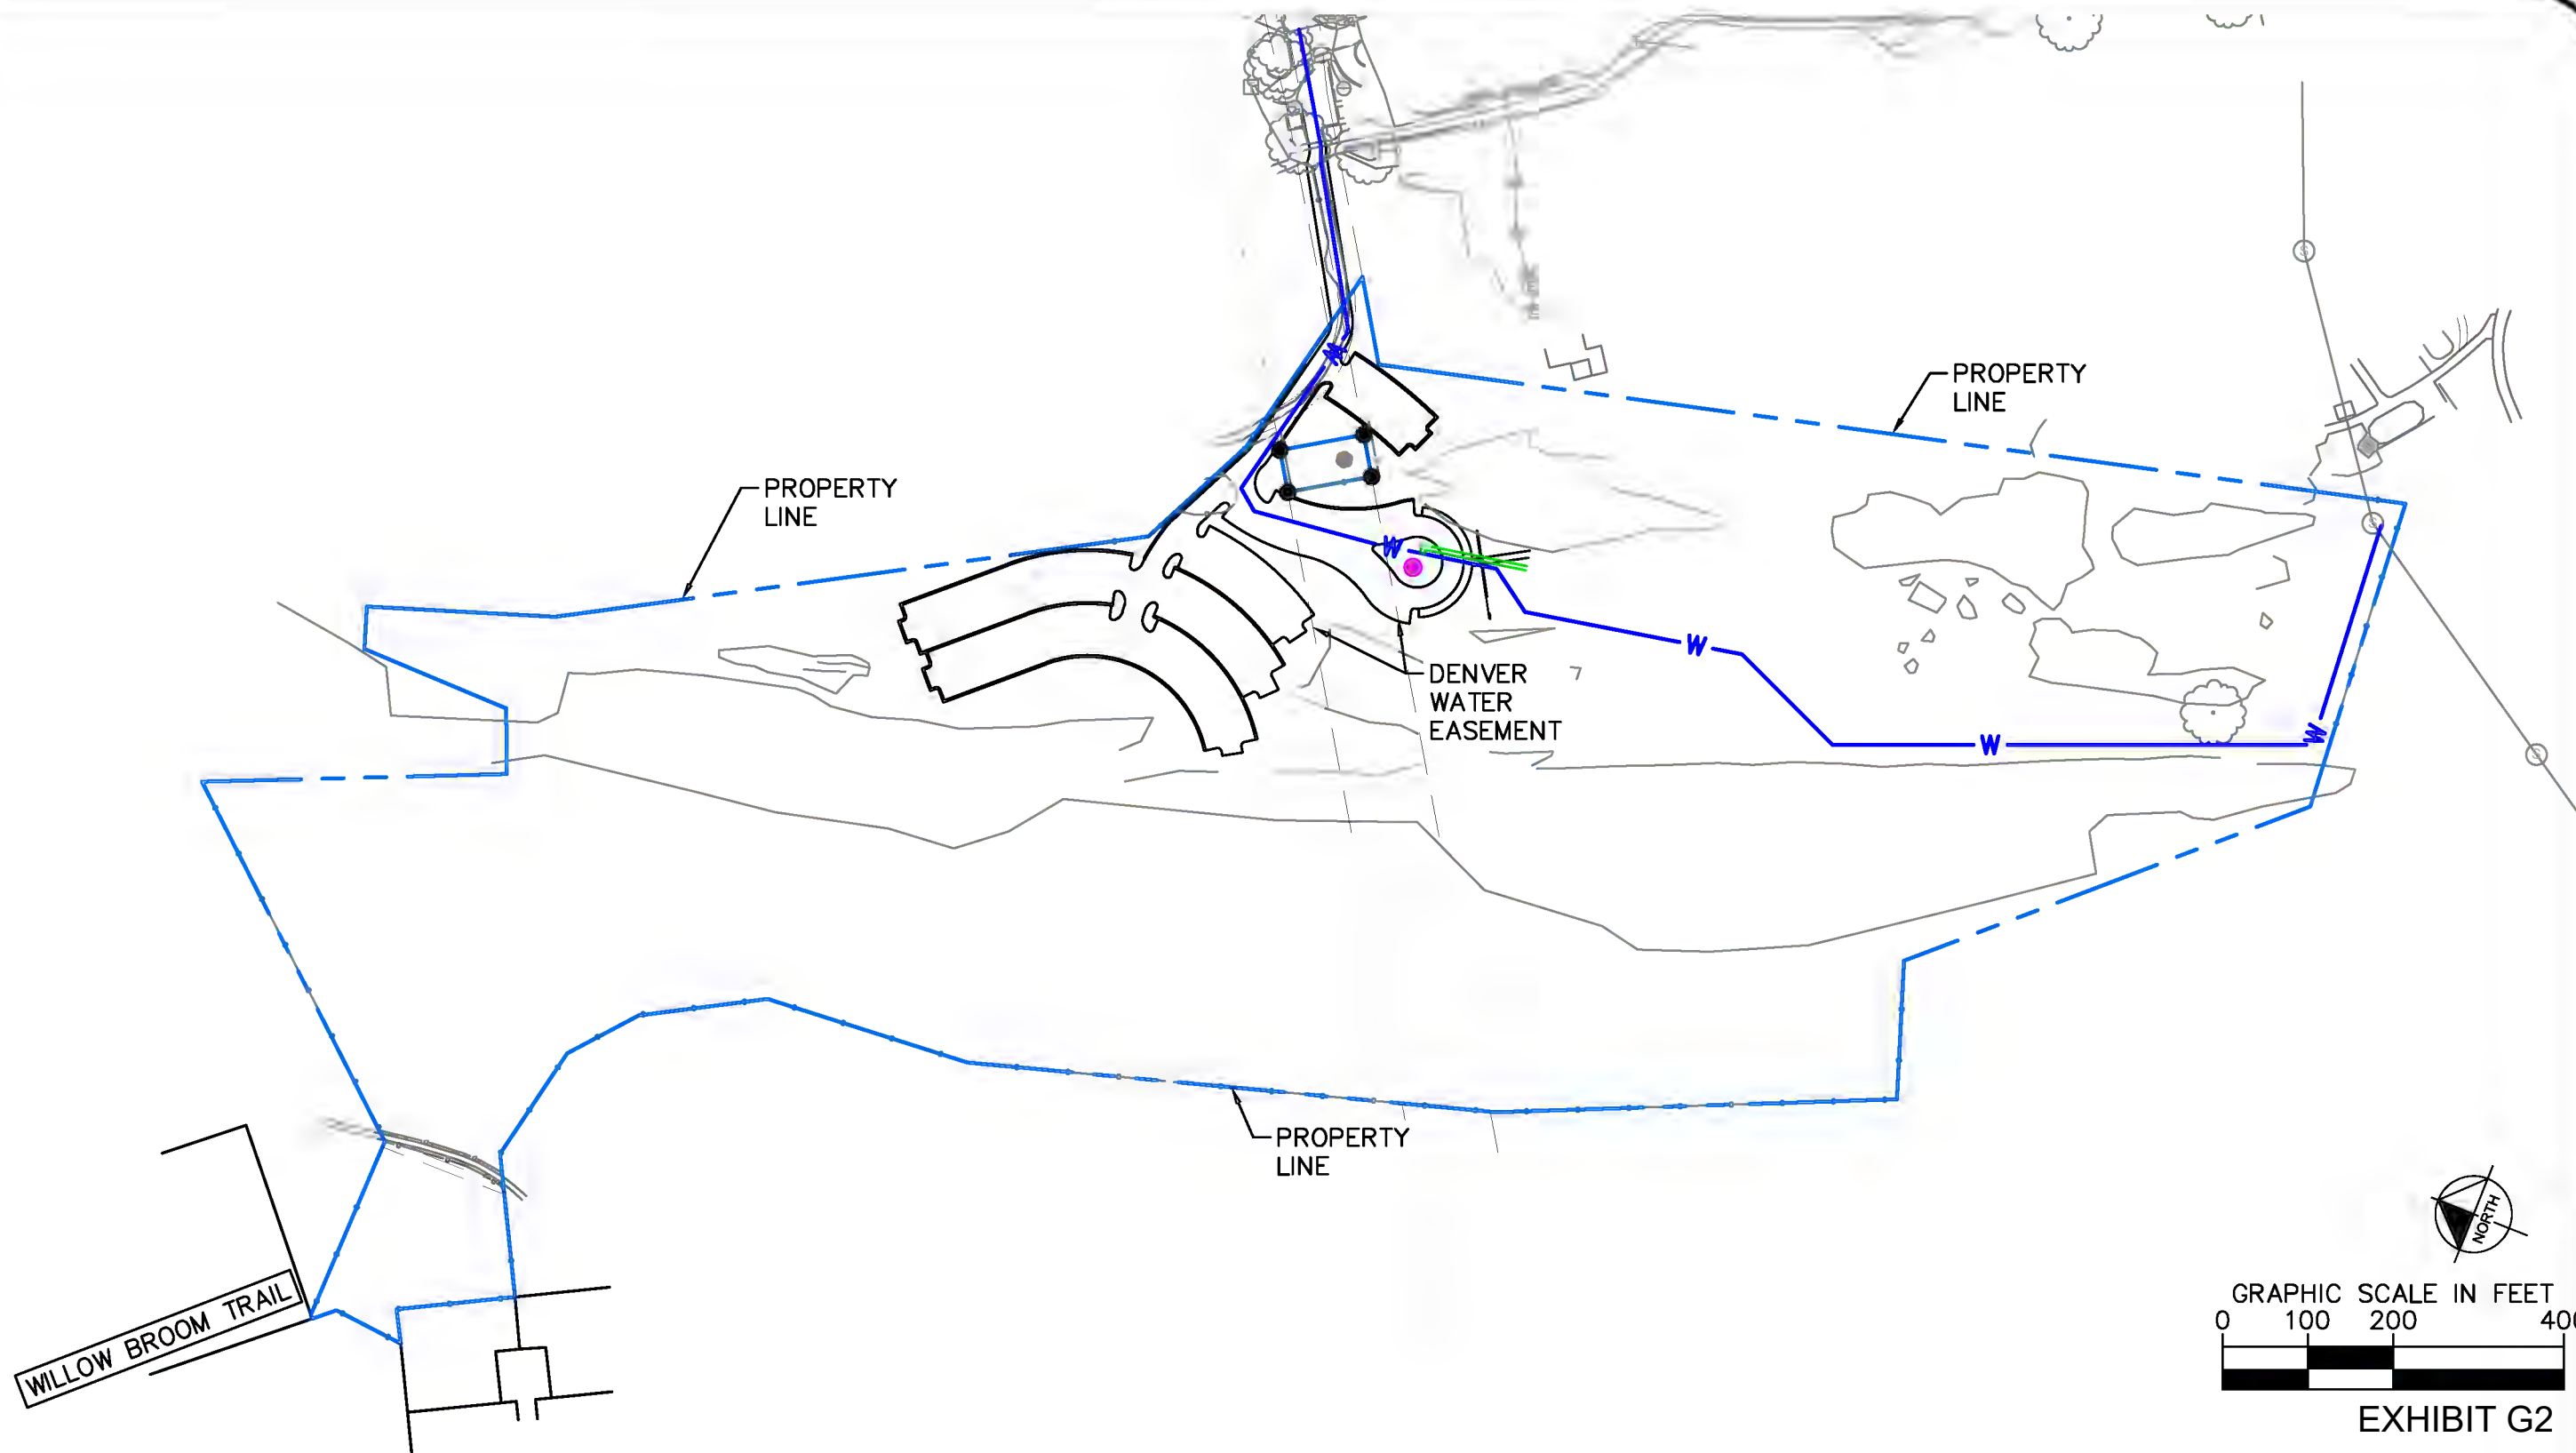 PROPERTY
LINE
PROPERTY
LINE
W
W
W
W
W
DENVER
WATER
EASEMENT
PROPERTY
LINE
WILLOW BROOM TRAIL
NORTH
GRAPHIC SCALE IN FEET
0 100 200 400
EXHIBIT G2